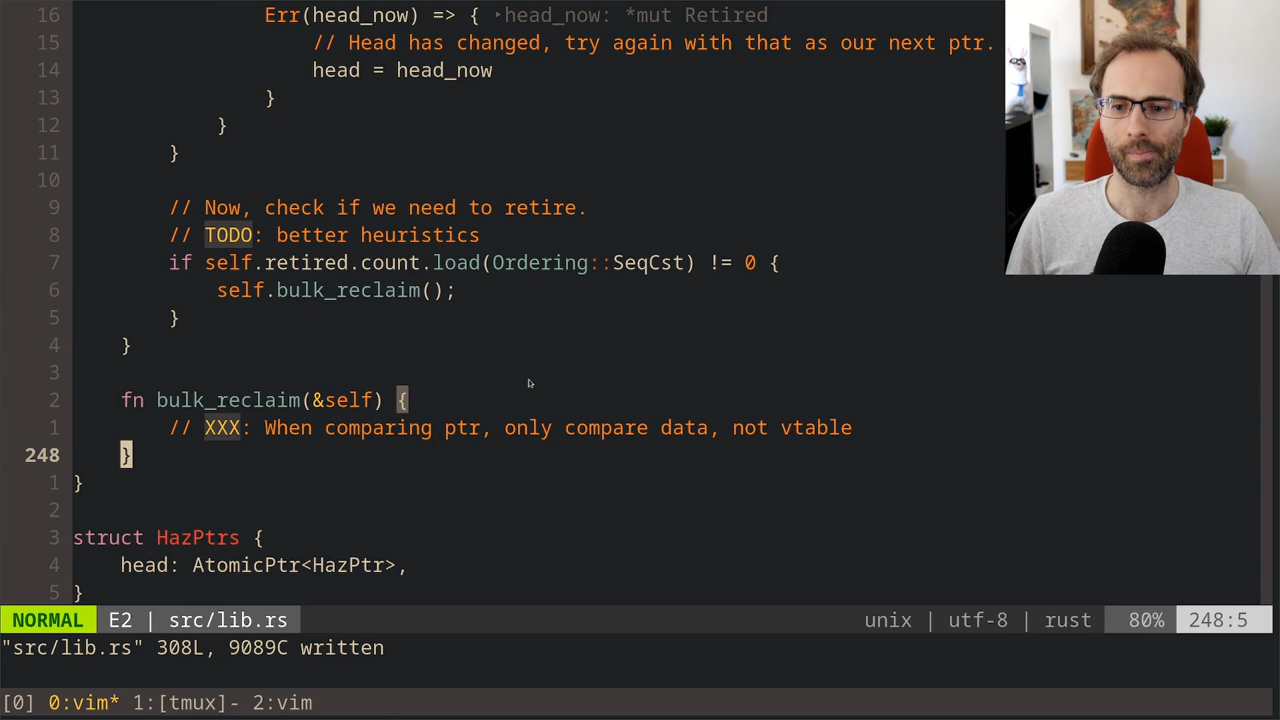 16 Err(head_now) => { ▸head_now: *mut Retired
15 // Head has changed, try again with that as our next ptr.
14 head = head_now
13 }
12 }
11 }
10
9 // Now, check if we need to retire.
8 // TODO: better heuristics
7 if self.retired.count.load(Ordering::SeqCst) != 0 {
6 self.bulk_reclaim();
5 }
4 }
3
2 fn bulk_reclaim(&self) {
1 // XXX: When comparing ptr, only compare data, not vtable
248 }
1 }
2
3 struct HazPtrs {
4 head: AtomicPtr<HazPtr>,
5 }
NORMAL E2 | src/lib.rs unix | utf-8 | rust 80% 248:5
"src/lib.rs" 308L, 9089C written
[0] 0:vim* 1:[tmux]- 2:vim